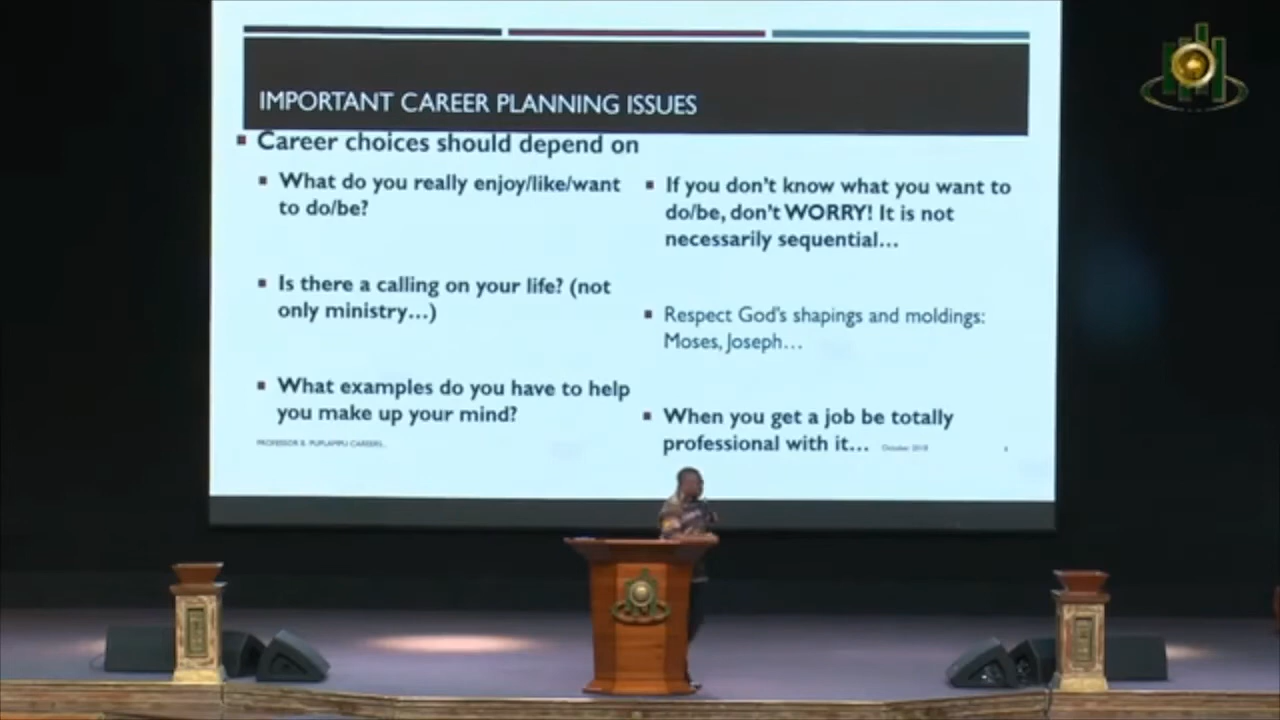 IMPORTANT CAREER PLANNING ISSUES
Career choices should depend on
What do you really enjoy/like/want
to do/be?
Is there a calling on your life? (not
only ministry...)
What examples do you have to help
you make up your mind?
PROFESSOR B. PUPLAMPU CAREERS..
If you don't know what you want to
do/be, don't WORRY! It is not
necessarily sequential...
Respect God's shapings and moldings:
Moses, Joseph...
When you get a job be totally
professional with it...